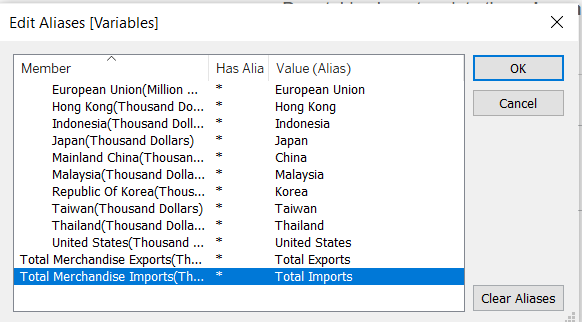 Edit Aliases [Variables]
Member Has Alia Value (Alias)
European Union(Million ... * European Union
Hong Kong(Thousand Do... * Hong Kong
Indonesia(Thousand Doll... * Indonesia
Japan(Thousand Dollars) * Japan
Mainland China(Thousan... * China
Malaysia(Thousand Dolla... * Malaysia
Republic Of Korea(Thous... * Korea
Taiwan(Thousand Dollars) * Taiwan
Thailand(Thousand Dolla... * Thailand
United States(Thousand ... * United States
Total Merchandise Exports(Th... * Total Exports
Total Merchandise Imports(Th... * Total Imports
OK
Cancel
Clear Aliases